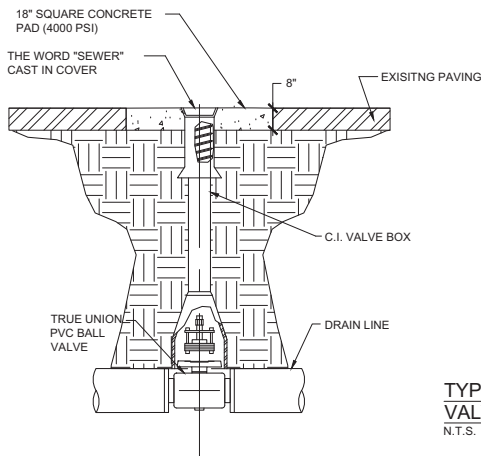 18" SQUARE CONCRETE
PAD (4000 PSI)
THE WORD "SEWER"
CAST IN COVER
8"
EXISITNG PAVING
C.I. VALVE BOX
TRUE UNION
PVC BALL
VALVE
DRAIN LINE
TYP
VAL
N.T.S.